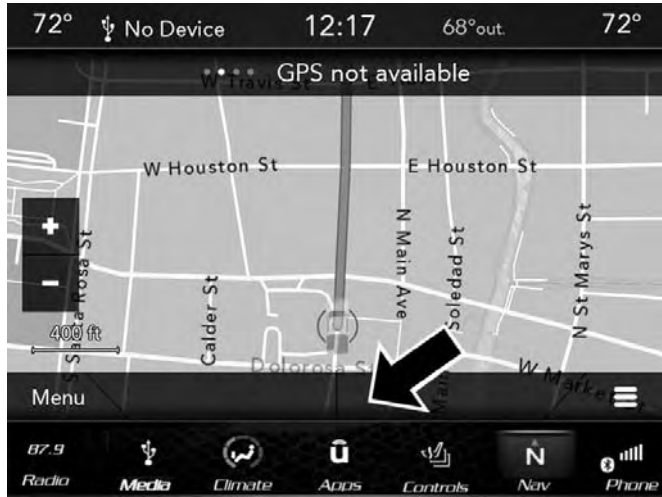 72° No Device 12:17 68°out. 72°
GPS not available
W Travis St E
W Houston St E Houston St
N Main Ave
Soledad St
N St Marys St
S Santa Rosa St
Calder St
400 ft
Dolorosa St
Main
W Market
Menu
87.9 ü N
Radio Media Climate Apps Controls Nav Phone